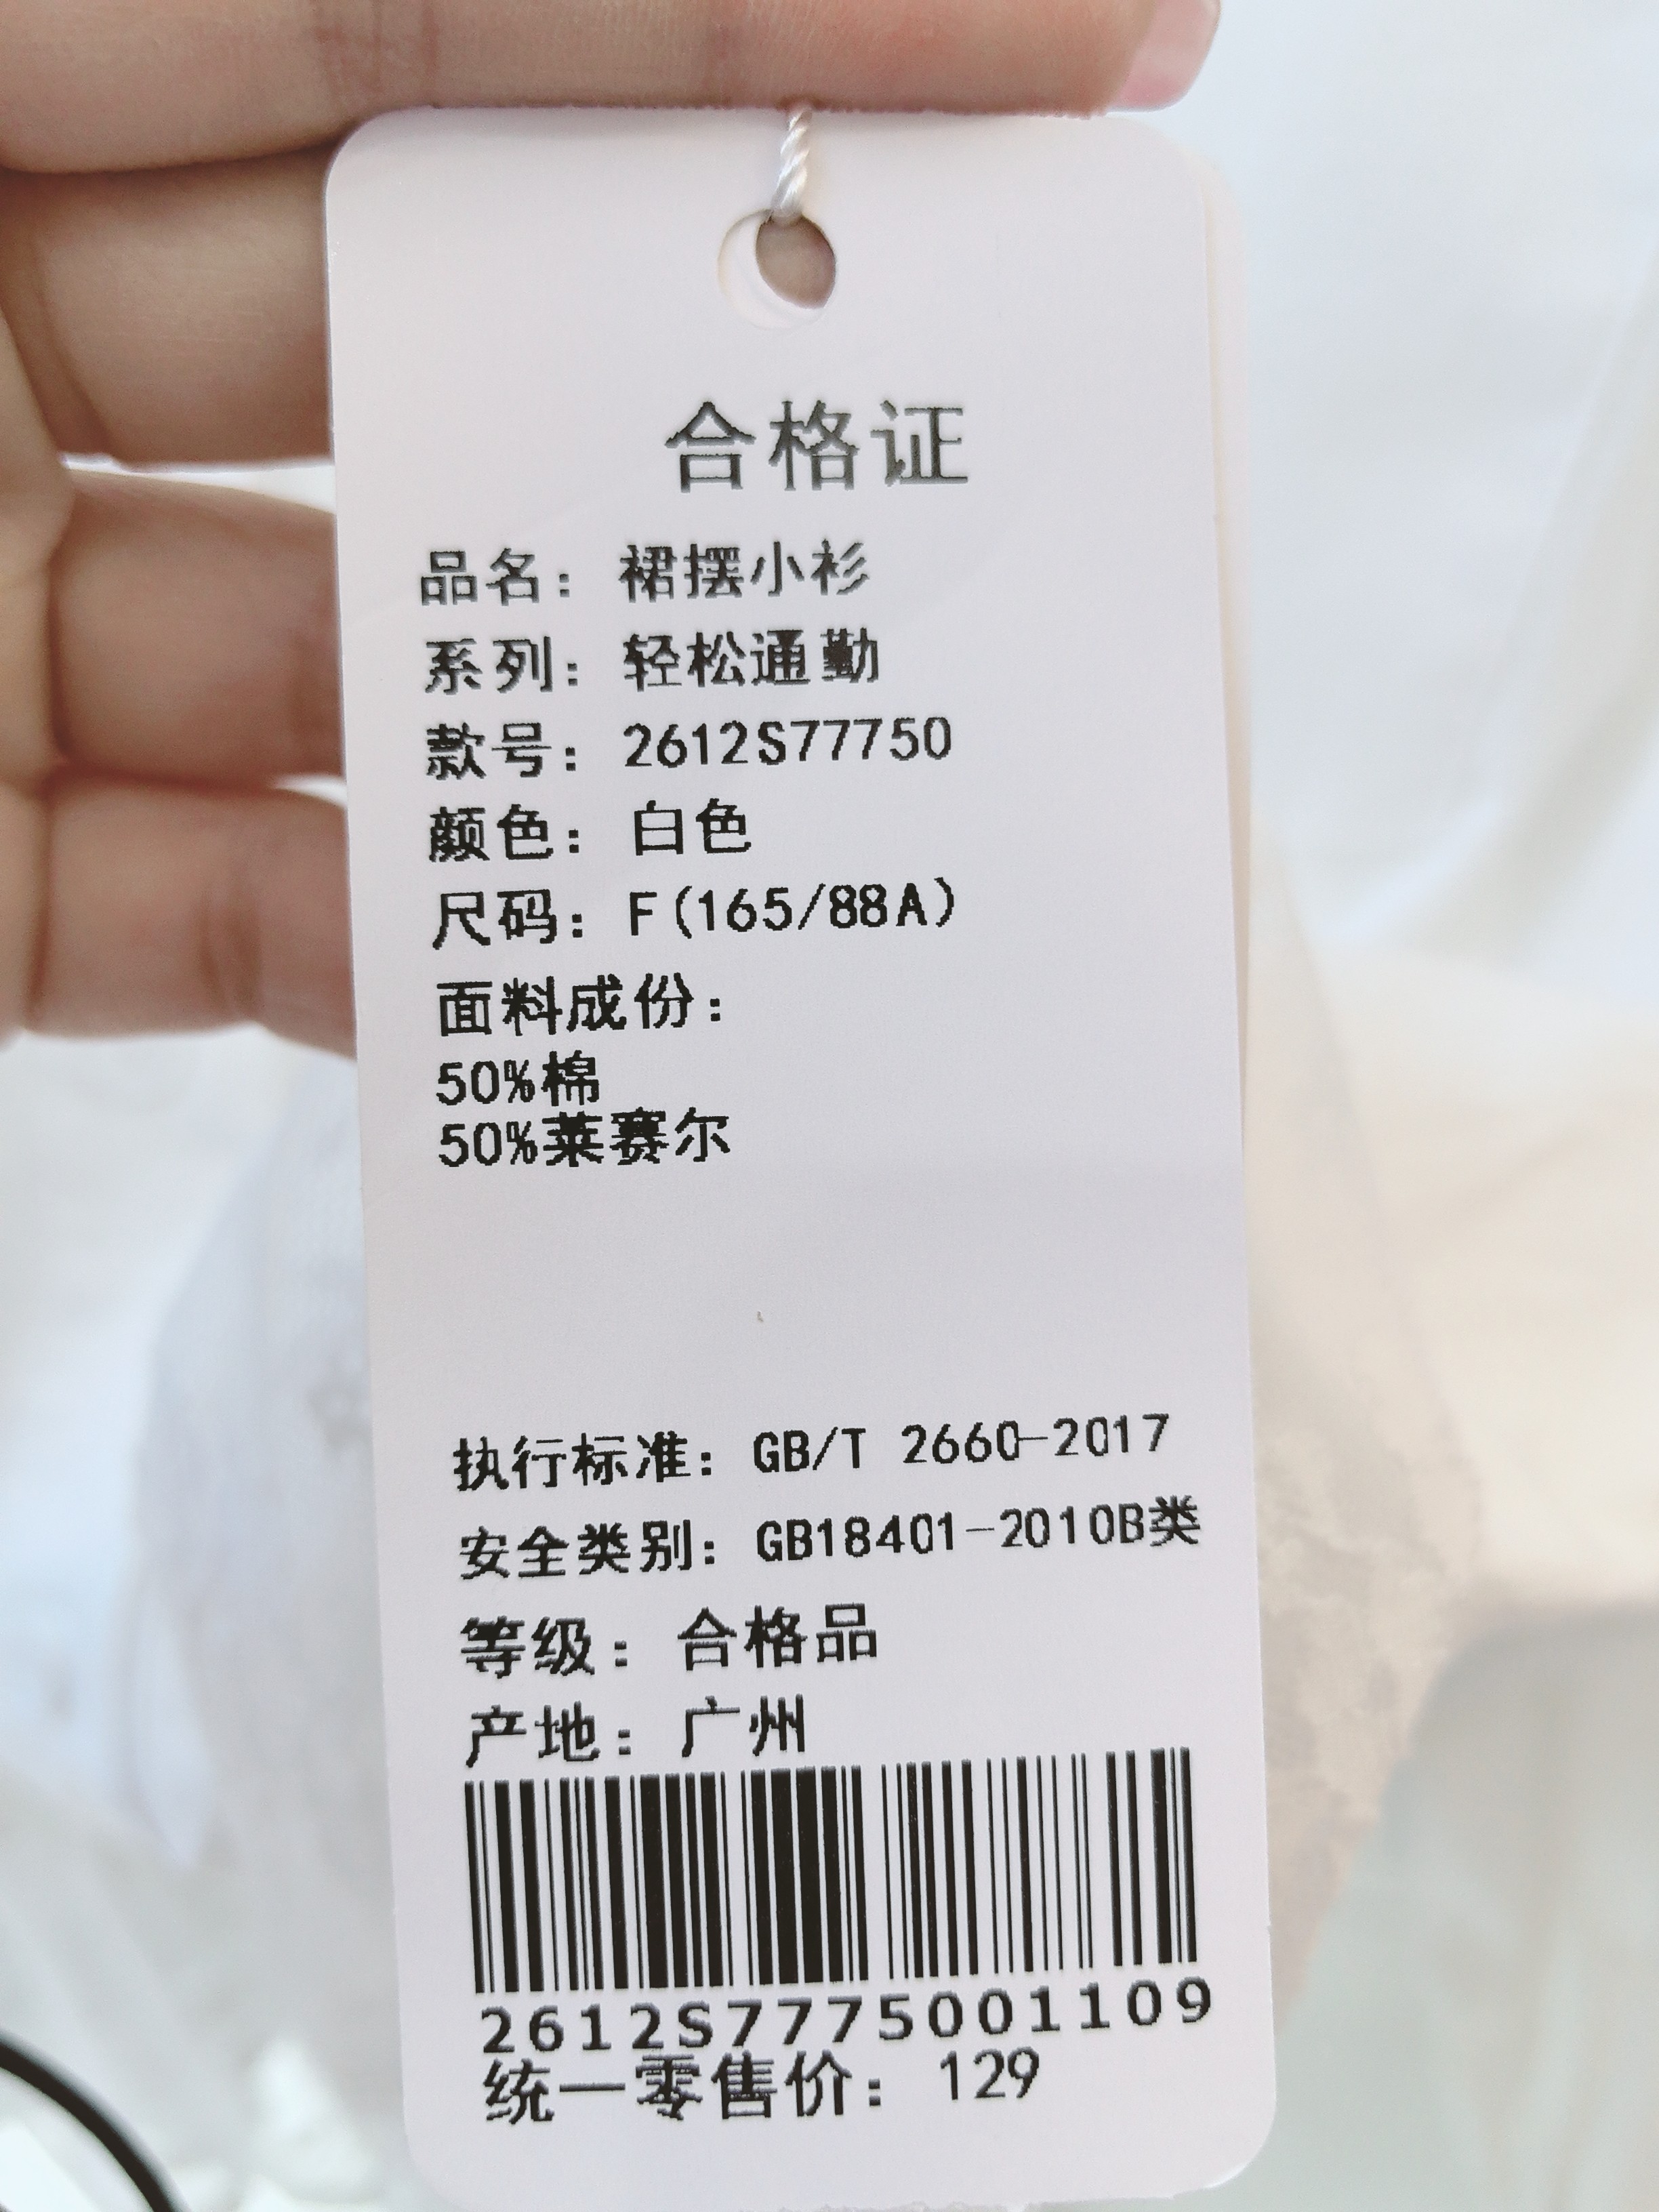 合格证
品名：裙摆小衫
系列：轻松通勤
款号：2612S77750
颜色：白色
尺码：F(165/88A)
面料成份：
50%棉
50%莱赛尔
执行标准：GB/T 2660-2017
安全类别：GB18401-2010B类
等级：合格品
产地：广州
2612S7775001109
统一零售价：129